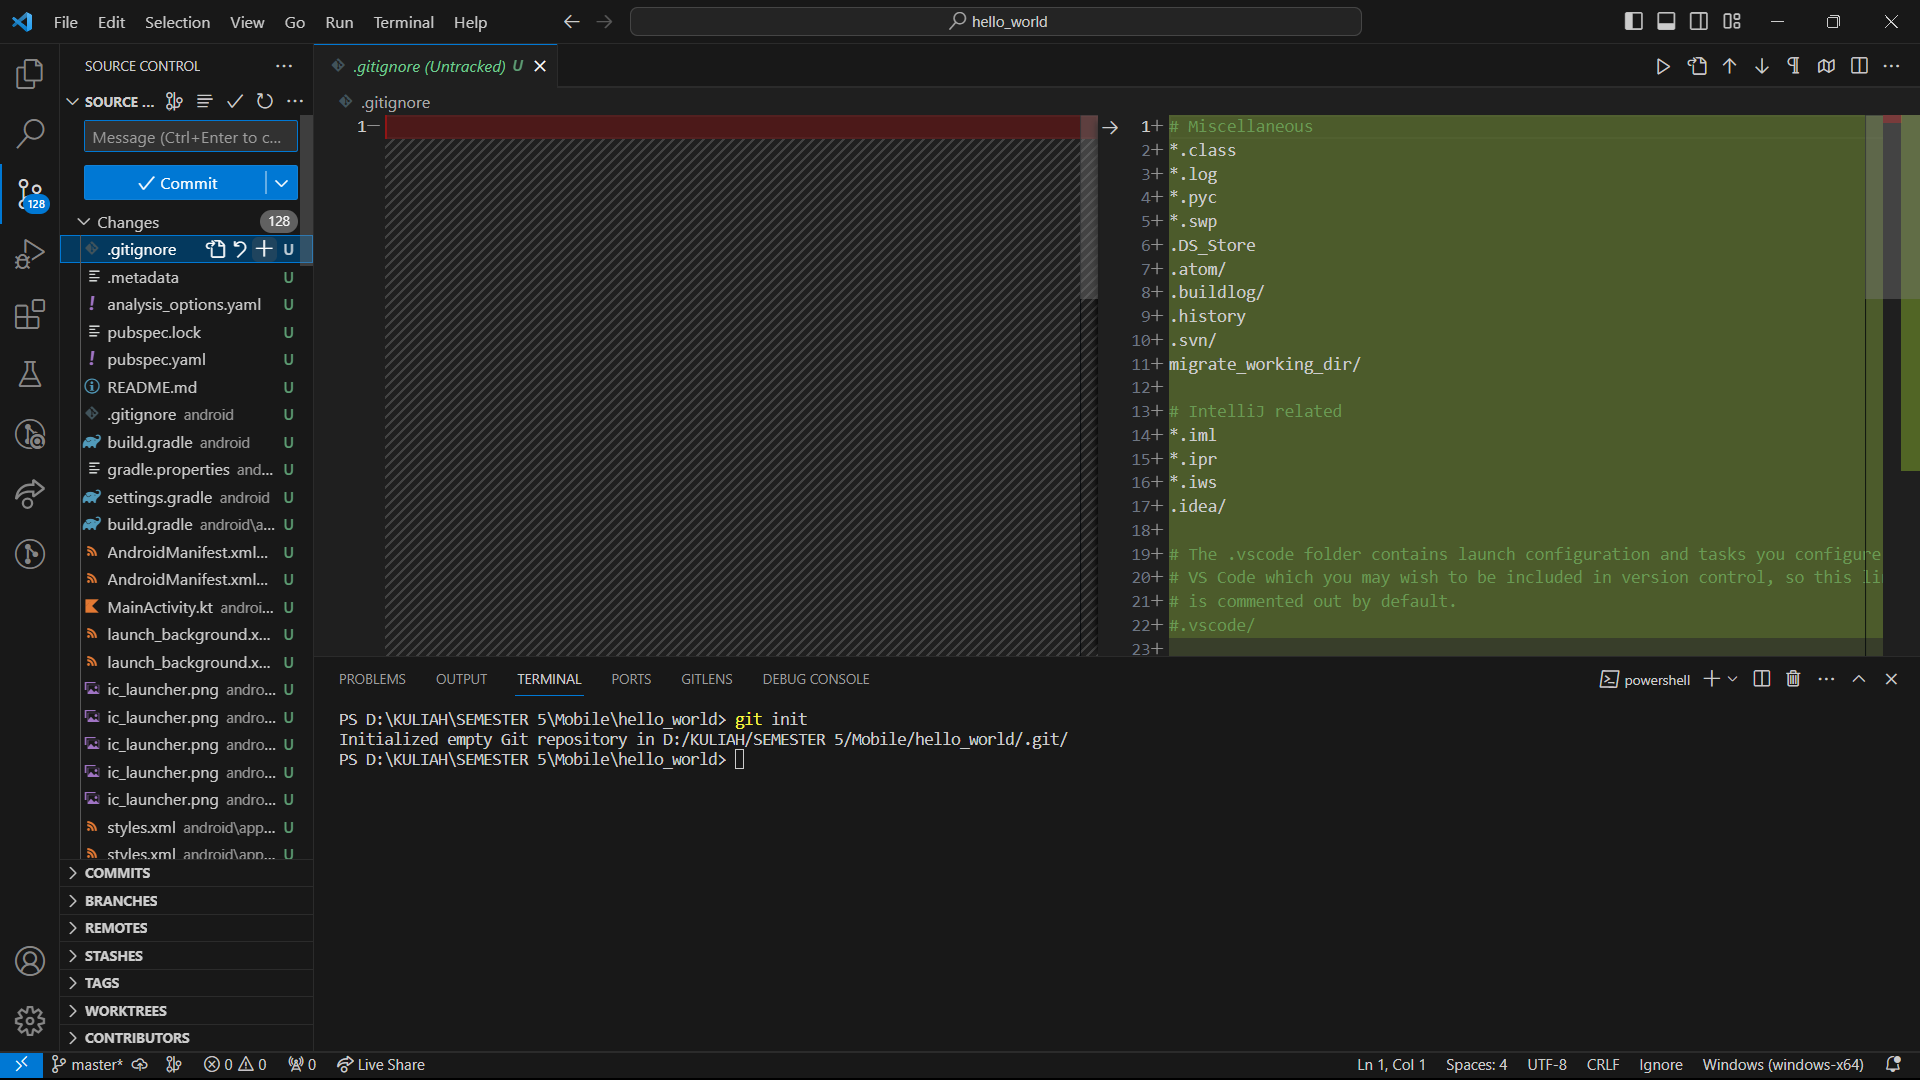 File Edit Selection View Go Run Terminal Help
hello_world
SOURCE CONTROL
SOURCE ...
Message (Ctrl+Enter to c...
Commit
Changes 128
128
.gitignore U
.metadata U
analysis_options.yaml U
pubspec.lock U
pubspec.yaml U
README.md U
.gitignore android U
build.gradle android U
gradle.properties and... U
settings.gradle android U
build.gradle android\a... U
AndroidManifest.xml... U
AndroidManifest.xml... U
MainActivity.kt androi... U
launch_background.x... U
launch_background.x... U
ic_launcher.png andro... U
ic_launcher.png andro... U
ic_launcher.png andro... U
ic_launcher.png andro... U
ic_launcher.png andro... U
styles.xml android\app... U
styles.xml android\app... U
COMMITS
BRANCHES
REMOTES
STASHES
TAGS
WORKTREES
CONTRIBUTORS
.gitignore (Untracked) U
.gitignore
1−
1+ # Miscellaneous
2+ *.class
3+ *.log
4+ *.pyc
5+ *.swp
6+ .DS_Store
7+ .atom/
8+ .buildlog/
9+ .history
10+ .svn/
11+ migrate_working_dir/
12+
13+ # IntelliJ related
14+ *.iml
15+ *.ipr
16+ *.iws
17+ .idea/
18+
19+ # The .vscode folder contains launch configuration and tasks you configure
20+ # VS Code which you may wish to be included in version control, so this li
21+ # is commented out by default.
22+ #.vscode/
23+
PROBLEMS OUTPUT TERMINAL PORTS GITLENS DEBUG CONSOLE
powershell
PS D:\KULIAH\SEMESTER 5\Mobile\hello_world> git init
Initialized empty Git repository in D:/KULIAH/SEMESTER 5/Mobile/hello_world/.git/
PS D:\KULIAH\SEMESTER 5\Mobile\hello_world>
master* 0 0 0 Live Share
Ln 1, Col 1 Spaces: 4 UTF-8 CRLF Ignore Windows (windows-x64)